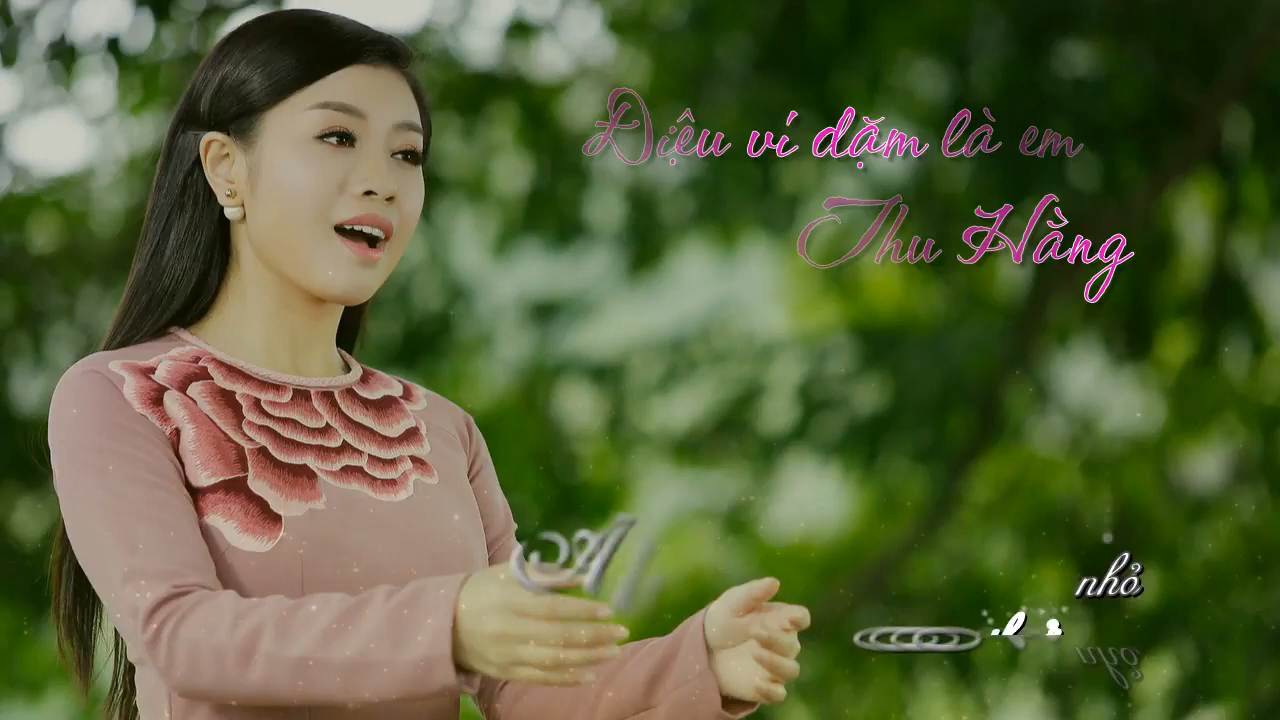 Điệu ví dặm là em
Thu Hằng
A
nhỏ